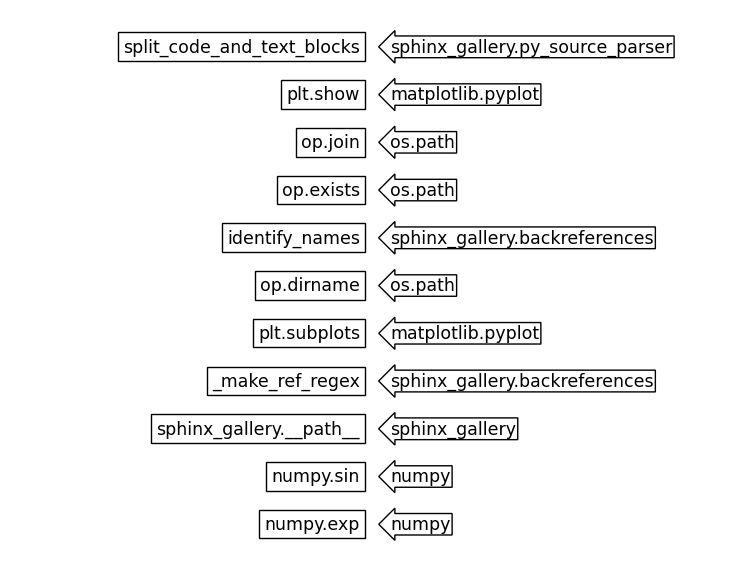 split_code_and_text_blocks sphinx_gallery.py_source_parser
plt.show matplotlib.pyplot
op.join os.path
op.exists os.path
identify_names sphinx_gallery.backreferences
op.dirname os.path
plt.subplots matplotlib.pyplot
_make_ref_regex sphinx_gallery.backreferences
sphinx_gallery.__path__ sphinx_gallery
numpy.sin numpy
numpy.exp numpy